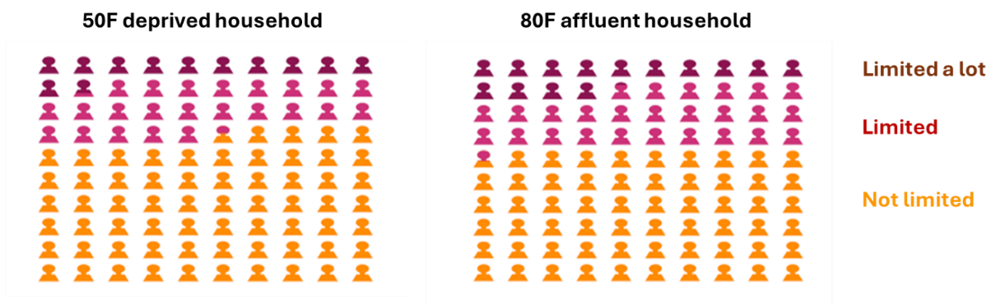 50F deprived household
80F affluent household
Limited a lot
Limited
Not limited